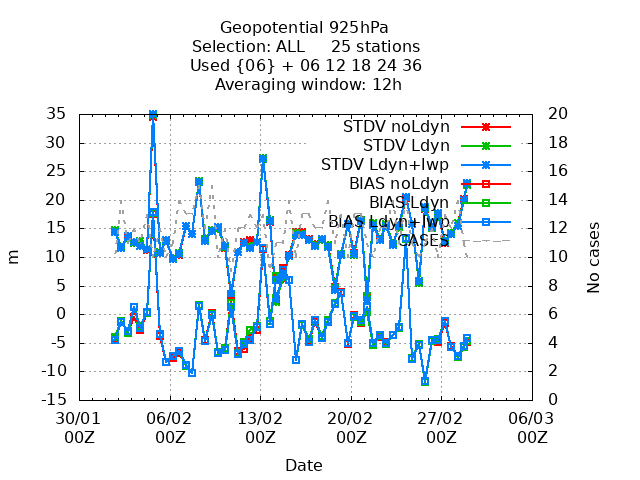 Geopotential 925hPa
Selection: ALL     25 stations
Used {06} + 06 12 18 24 36
Averaging window: 12h
35
30
25
20
15
10
5
0
-5
-10
-15
m
STDV noLdyn
STDV Ldyn
STDV Ldyn+lwp
BIAS noLdyn
BIAS Ldyn
BIAS Ldyn+lwp
CASES
20
18
16
14
12
10
8
6
4
2
0
No cases
30/01 06/02 13/02 20/02 27/02 06/03
00Z 00Z 00Z 00Z 00Z 00Z
Date